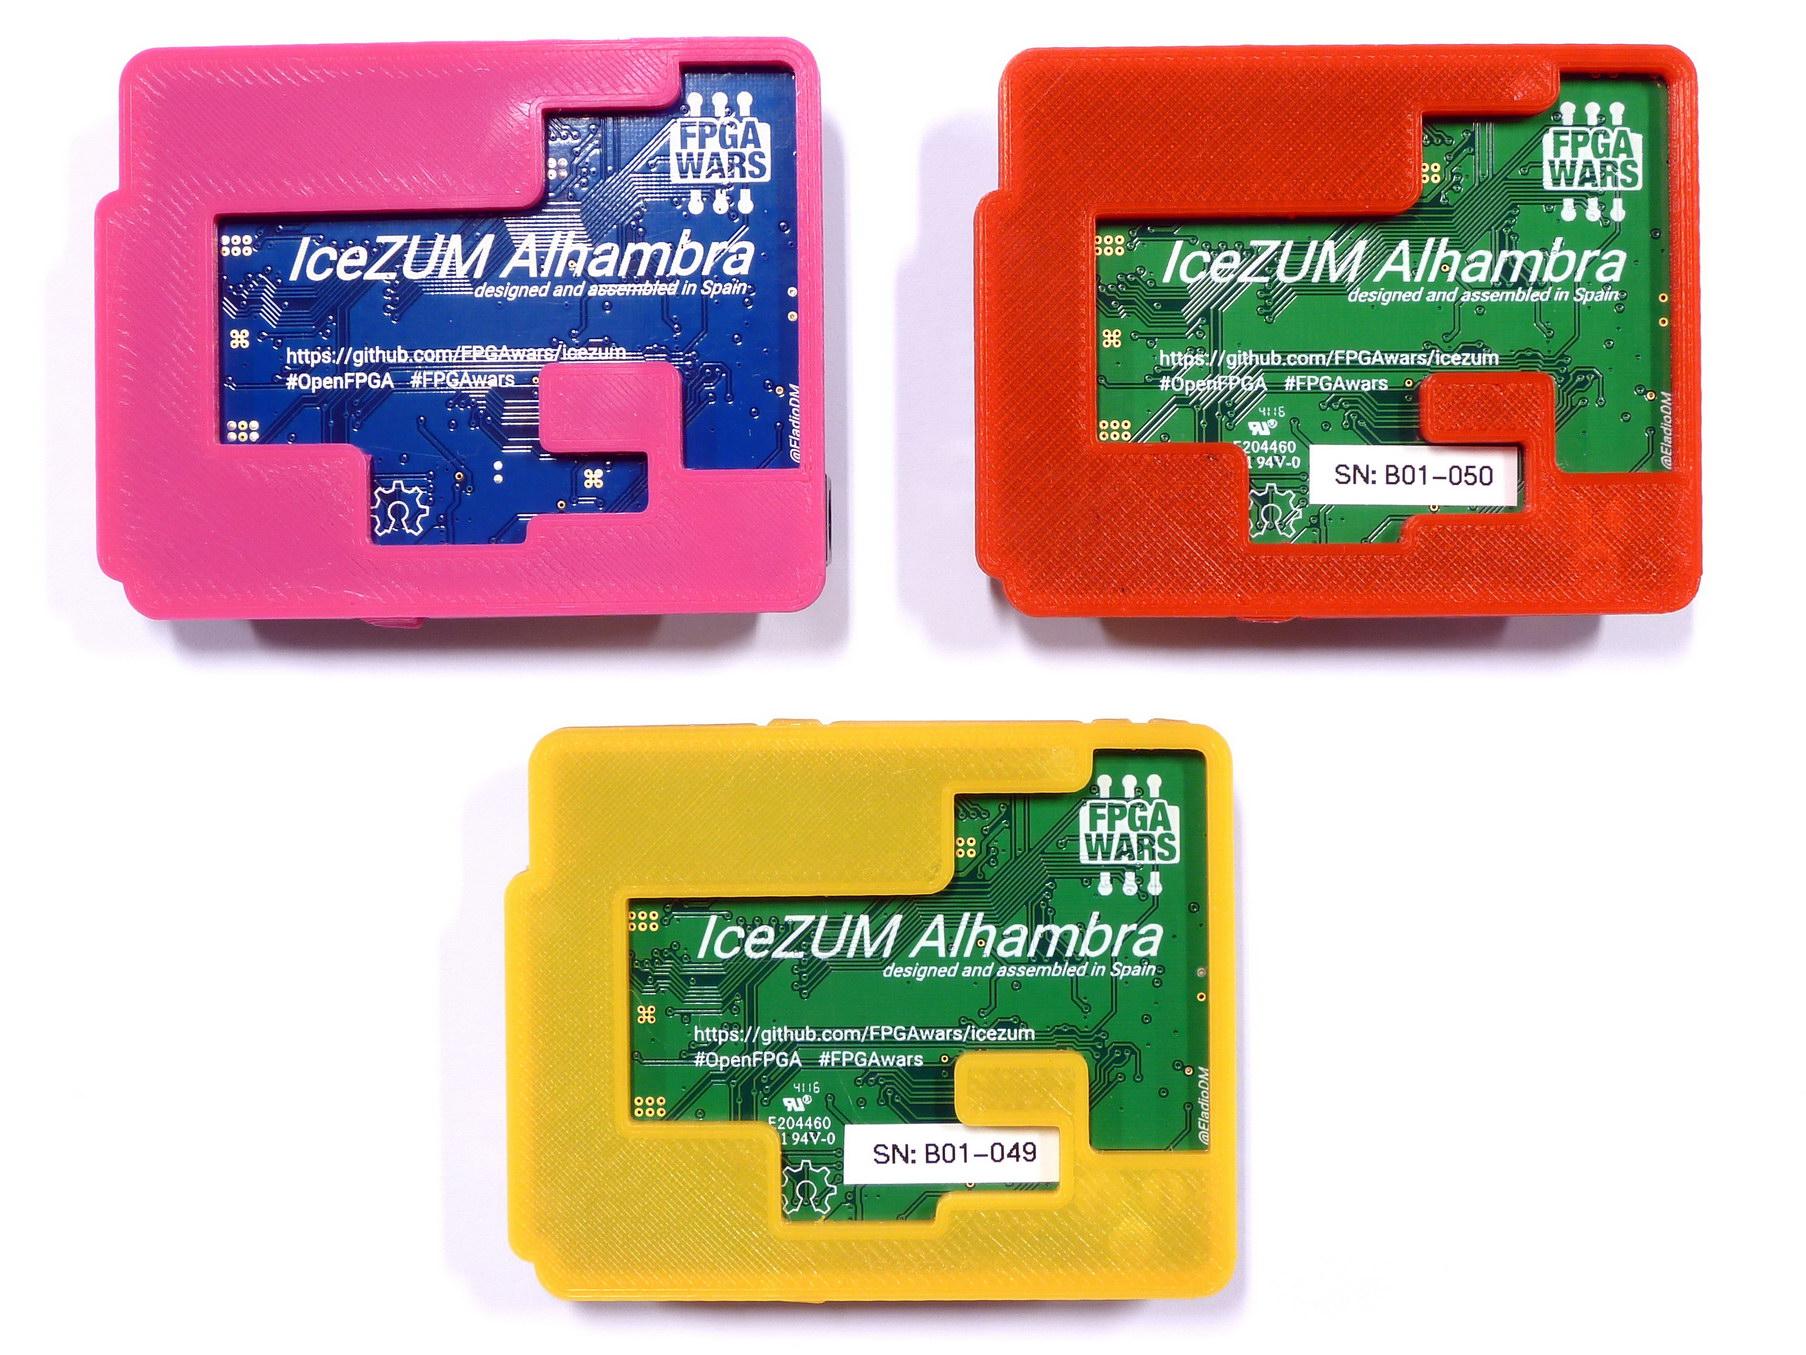 FPGA
WARS
IceZUM Alhambra
designed and assembled in Spain
https://github.com/FPGAwars/icezum
#OpenFPGA #FPGAwars
@EladioDM
FPGA
WARS
IceZUM Alhambra
designed and assembled in Spain
https://github.com/FPGAwars/icezum
#OpenFPGA #FPGAwars
4116
E204460
94V-0
SN: B01-050
@EladioDM
FPGA
WARS
IceZUM Alhambra
designed and assembled in Spain
https://github.com/FPGAwars/icezum
#OpenFPGA #FPGAwars
4116
E204460
94V-0
SN: B01-049
@EladioDM